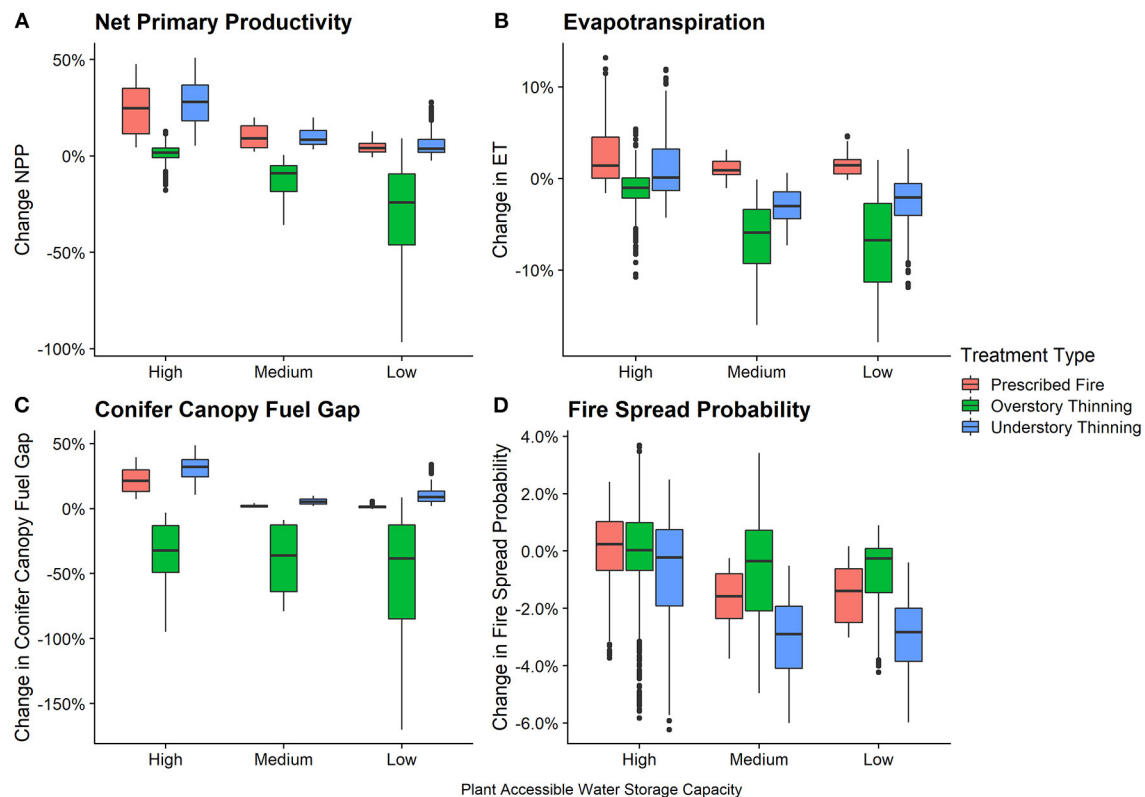 A Net Primary Productivity
Change NPP
50%
0%
-50%
-100%
High Medium Low
B Evapotranspiration
Change in ET
10%
0%
-10%
High Medium Low
C Conifer Canopy Fuel Gap
Change in Conifer Canopy Fuel Gap
50%
0%
-50%
-100%
-150%
High Medium Low
D Fire Spread Probability
Change in Fire Spread Probability
4.0%
2.0%
0.0%
-2.0%
-4.0%
-6.0%
High Medium Low
Treatment Type
Prescribed Fire
Overstory Thinning
Understory Thinning
Plant Accessible Water Storage Capacity